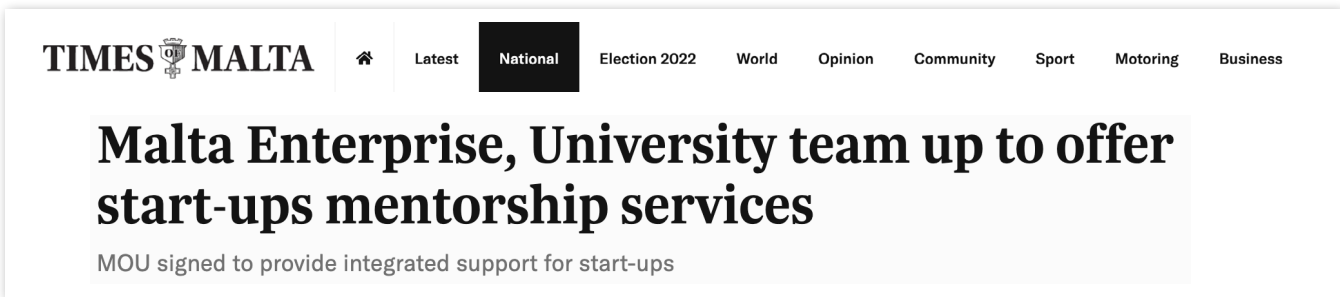 TIMES OF MALTA Latest National Election 2022 World Opinion Community Sport Motoring Business
Malta Enterprise, University team up to offer
start-ups mentorship services
MOU signed to provide integrated support for start-ups